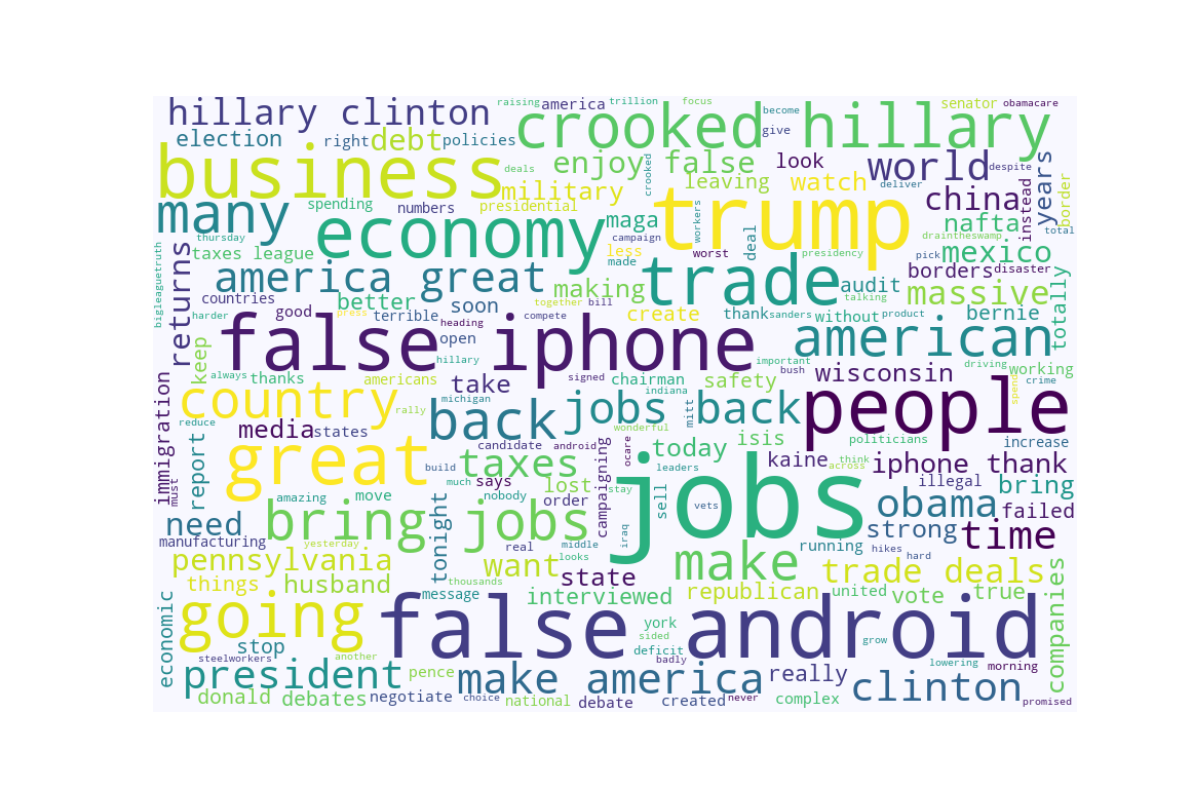 hillary clinton
raising
america
trillion
focus
senator
obamacare
election
right
debt
policies
crooked hillary
become
give
business
deals
enjoy false
crooked
look
world
despite
years
many
spending
numbers
military
presidential
leaving
watch
deliver
china
instead
border
thursday
economy
maga
campaign
less
made
workers
trump
worst
deal
presidency
pick
nafta
draintheswamp
total
mexico
bigleaguetruth
returns
taxes league
america great
making
trade
audit
talking
borders
disaster
massive
totally
countries
harder
good
better
terrible
soon
together
bill
create
thank
sanders
without
product
bernie
press
heading
compete
keep
false iphone
open
hillary
important
american
driving
working
immigration
always
thanks
americans
take
signed
chairman
bush
safety
wisconsin
spend
crime
country
reduce
rally
michigan
back
indiana
jobs back
mitt
people
media
states
candidate
android
wonderful
today
isis
politicians
increase
must
report
great
build
taxes
says
much
lost
campaigning
ocare
leaders
jobs
kaine
think
across
iphone thank
illegal
bring
amazing
move
nobody
order
stay
sell
vets
obama
failed
need
bring jobs
tonight
real
middle
iraq
strong
time
manufacturing
yesterday
looks
running
hikes
hard
pennsylvania
want
state
make
trade deals
things
husband
thousands
message
interviewed
republican
united
vote
true
companies
economic
going
false android
york
sided
grow
stop
deficit
steelworkers
another
badly
lowering
morning
president
pence
make america
really
clinton
donald
debates
negotiate
choice
national
debate
created
never
complex
promised